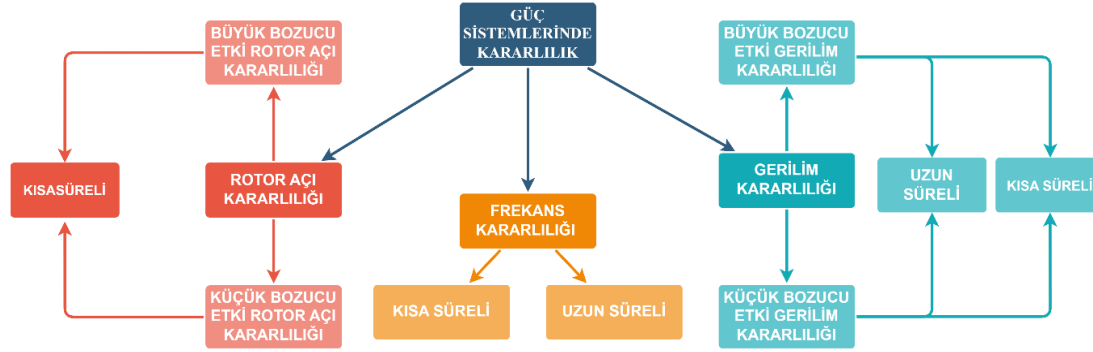 GÜÇ
SİSTEMLERİNDE
KARARLILIK
BÜYÜK BOZUCU
ETKİ ROTOR AÇI
KARARLILIĞI
BÜYÜK BOZUCU
ETKİ GERİLİM
KARARLILIĞI
KISASÜRELİ
ROTOR AÇI
KARARLILIĞI
GERİLİM
KARARLILIĞI
UZUN
SÜRELİ
KISA SÜRELİ
FREKANS
KARARLILIĞI
KÜÇÜK BOZUCU
ETKİ ROTOR AÇI
KARARLILIĞI
KISA SÜRELİ
UZUN SÜRELİ
KÜÇÜK BOZUCU
ETKİ GERİLİM
KARARLILIĞI